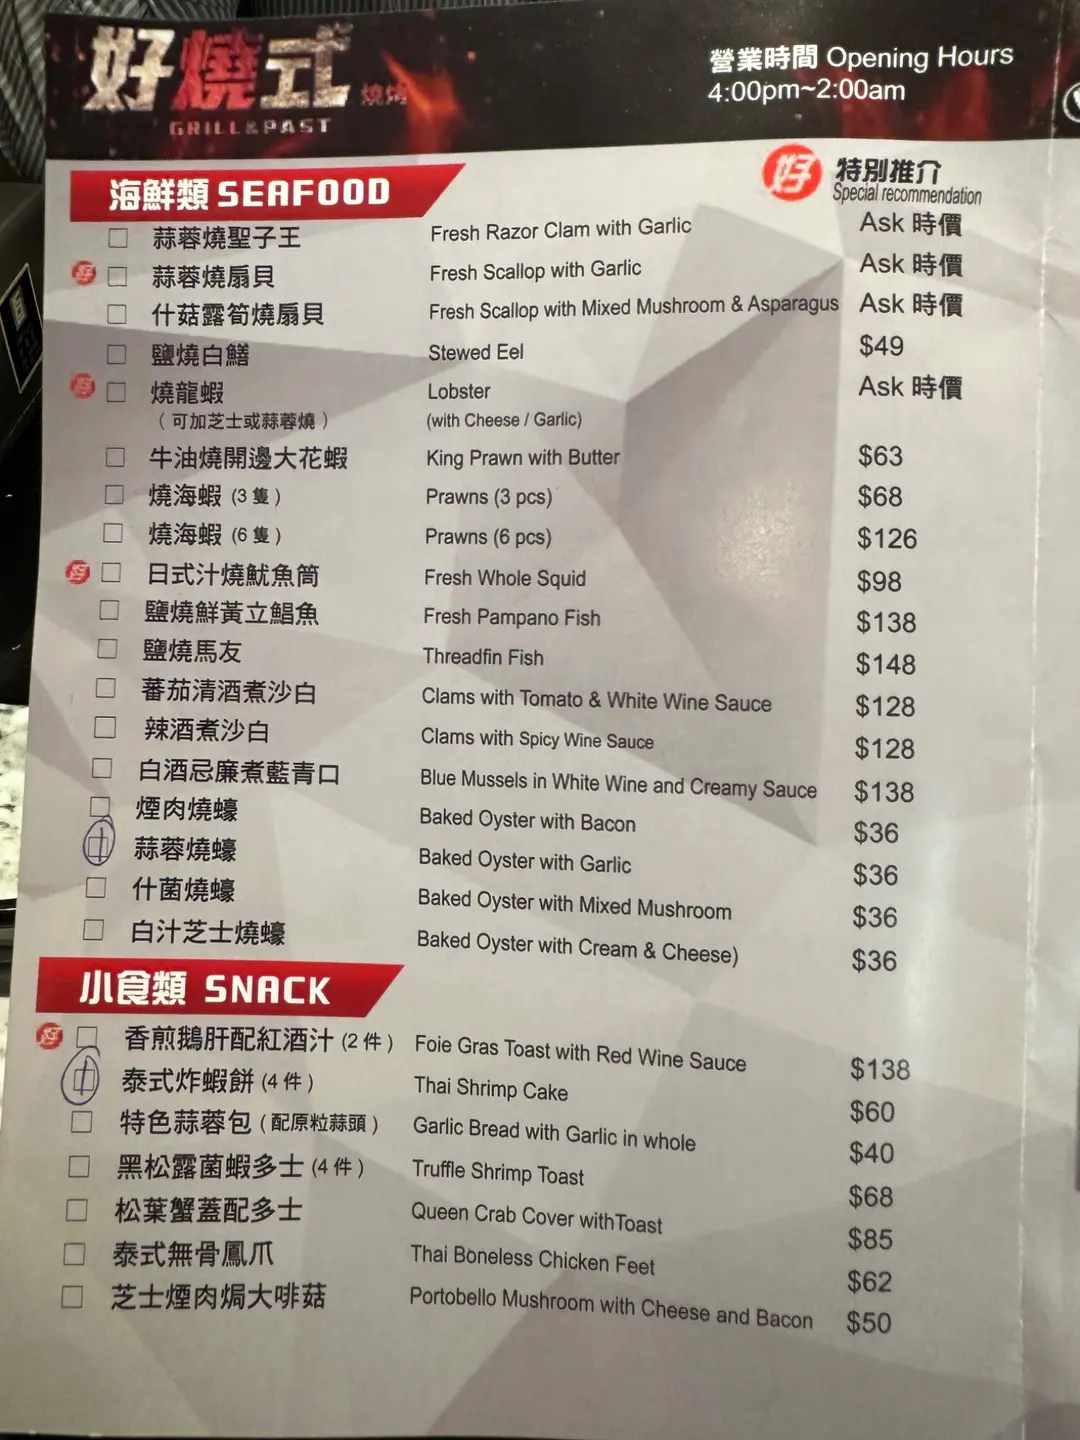 好燒式 燒烤
GRILL&PAST
營業時間 Opening Hours
4:00pm~2:00am
好 特別推介
Special recommendation
海鮮類 SEAFOOD
蒜蓉燒聖子王 Fresh Razor Clam with Garlic Ask 時價
好 蒜蓉燒扇貝 Fresh Scallop with Garlic Ask 時價
什菇露筍燒扇貝 Fresh Scallop with Mixed Mushroom & Asparagus Ask 時價
鹽燒白鱔 Stewed Eel $49
好 燒龍蝦 Lobster Ask 時價
（可加芝士或蒜蓉燒） (with Cheese / Garlic)
牛油燒開邊大花蝦 King Prawn with Butter $63
燒海蝦 (3 隻) Prawns (3 pcs) $68
燒海蝦 (6 隻) Prawns (6 pcs) $126
好 日式汁燒魷魚筒 Fresh Whole Squid $98
鹽燒鮮黃立鯧魚 Fresh Pampano Fish $138
鹽燒馬友 Threadfin Fish $148
蕃茄清酒煮沙白 Clams with Tomato & White Wine Sauce $128
辣酒煮沙白 Clams with Spicy Wine Sauce $128
白酒忌廉煮藍青口 Blue Mussels in White Wine and Creamy Sauce $138
煙肉燒蠔 Baked Oyster with Bacon $36
蒜蓉燒蠔 Baked Oyster with Garlic $36
什菌燒蠔 Baked Oyster with Mixed Mushroom $36
白汁芝士燒蠔 Baked Oyster with Cream & Cheese) $36
小食類 SNACK
好 香煎鵝肝配紅酒汁 (2 件) Foie Gras Toast with Red Wine Sauce $138
泰式炸蝦餅 (4 件) Thai Shrimp Cake $60
特色蒜蓉包 (配原粒蒜頭) Garlic Bread with Garlic in whole $40
黑松露菌蝦多士 (4 件) Truffle Shrimp Toast $68
松葉蟹蓋配多士 Queen Crab Cover withToast $85
泰式無骨鳳爪 Thai Boneless Chicken Feet $62
芝士煙肉焗大啡菇 Portobello Mushroom with Cheese and Bacon $50